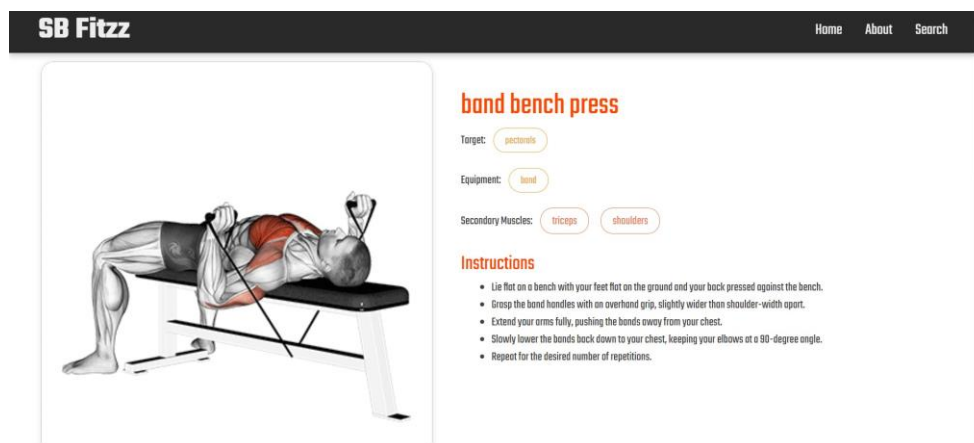 SB Fitzz
Home About Search
band bench press
Target: pectorals
Equipment: band
Secondary Muscles: triceps shoulders
Instructions
• Lie flat on a bench with your feet flat on the ground and your back pressed against the bench.
• Grasp the band handles with an overhand grip, slightly wider than shoulder-width apart.
• Extend your arms fully, pushing the bands away from your chest.
• Slowly lower the bands back down to your chest, keeping your elbows at a 90-degree angle.
• Repeat for the desired number of repetitions.